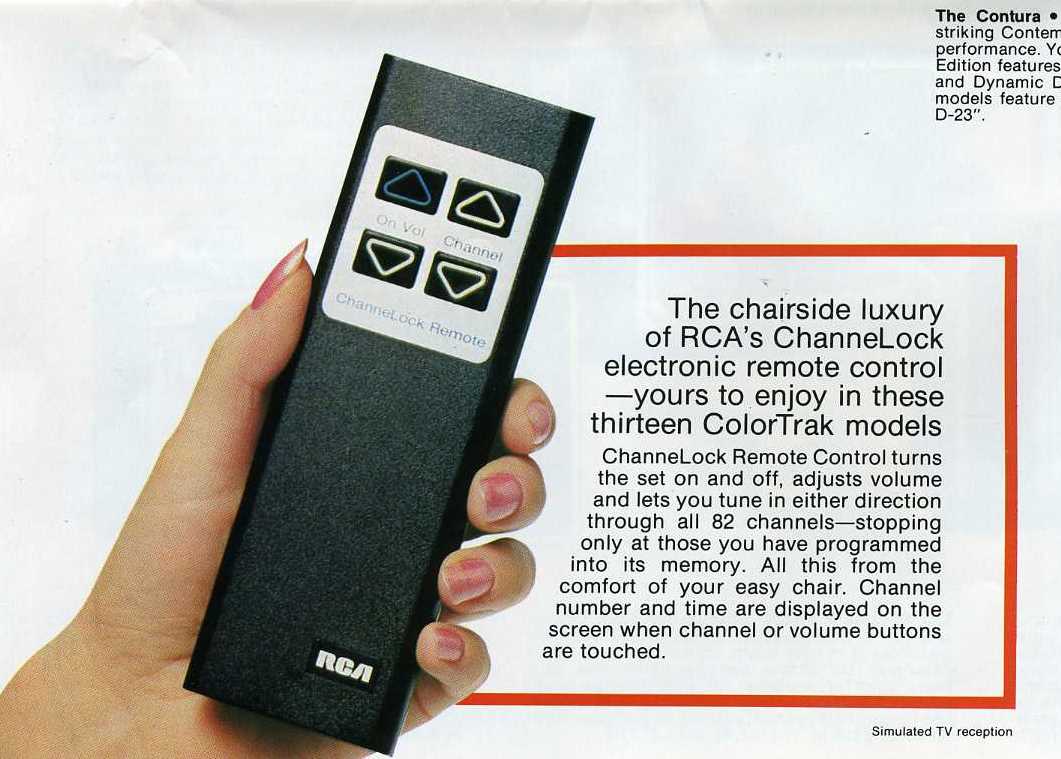 The Contura •
striking Contem
performance. Yo
Edition features
and Dynamic D
models feature
D-23".
On Vol Channel
ChanneLock Remote
The chairside luxury
of RCA's ChanneLock
electronic remote control
—yours to enjoy in these
thirteen ColorTrak models
ChanneLock Remote Control turns
the set on and off, adjusts volume
and lets you tune in either direction
through all 82 channels—stopping
only at those you have programmed
into its memory. All this from the
comfort of your easy chair. Channel
number and time are displayed on the
screen when channel or volume buttons
are touched.
RCA
Simulated TV reception